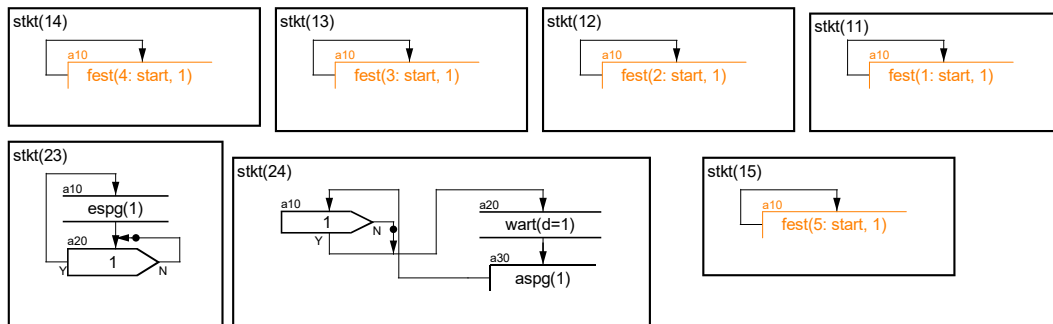 stkt(14)
a10
fest(4: start, 1)
stkt(13)
a10
fest(3: start, 1)
stkt(12)
a10
fest(2: start, 1)
stkt(11)
a10
fest(1: start, 1)
stkt(23)
a10
espg(1)
a20
1
Y
N
stkt(24)
a10
1
Y
N
a20
wart(d=1)
a30
aspg(1)
stkt(15)
a10
fest(5: start, 1)